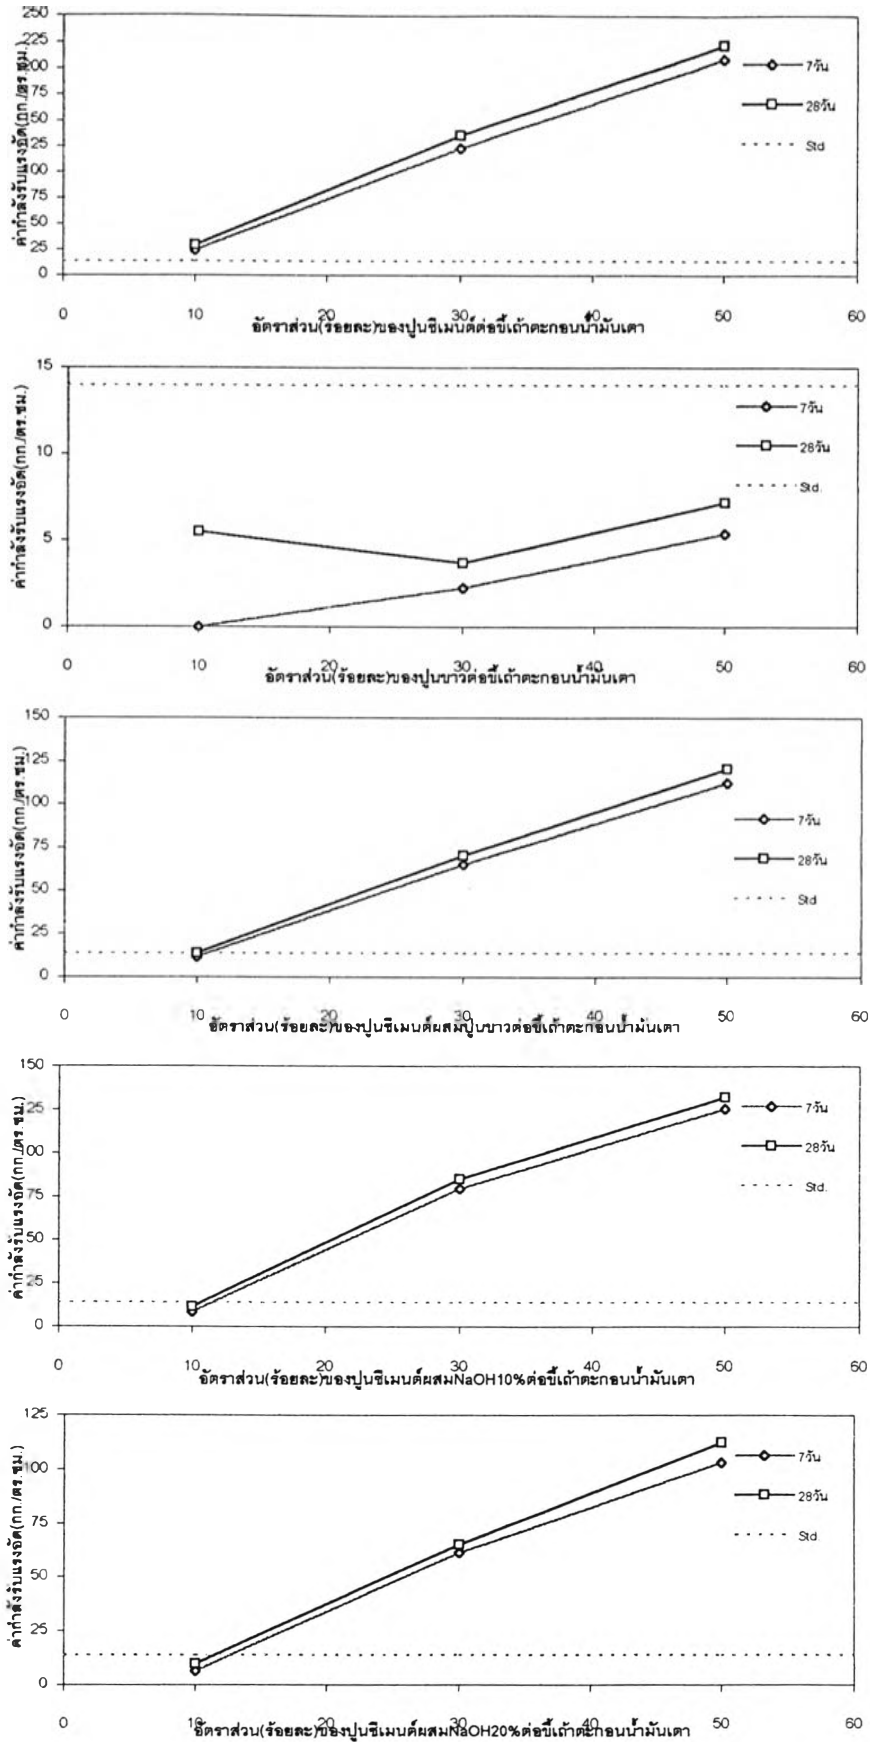 250
225
200
175
150
125
100
75
50
25
0
ค่ากำลังรับแรงอัด(กก./ตร.ซม.)
7วัน
28วัน
Std
0 10 20 30 40 50 60
อัตราส่วน(ร้อยละ)ของปูนซีเมนต์ต่อขี้เถ้าตะกอนน้ำมันเตา
15
10
5
0
ค่ากำลังรับแรงอัด(กก./ตร.ซม.)
7วัน
28วัน
Std.
0 10 20 30 40 50 60
อัตราส่วน(ร้อยละ)ของปูนขาวต่อขี้เถ้าตะกอนน้ำมันเตา
150
125
100
75
50
25
0
ค่ากำลังรับแรงอัด(กก./ตร.ซม.)
7วัน
28วัน
Std
0 10 20 30 40 50 60
อัตราส่วน(ร้อยละ)ของปูนซีเมนต์ผสมปูนขาวต่อขี้เถ้าตะกอนน้ำมันเตา
150
125
100
75
50
25
0
ค่ากำลังรับแรงอัด(กก./ตร.ซม.)
7วัน
28วัน
Std.
0 10 20 30 40 50 60
อัตราส่วน(ร้อยละ)ของปูนซีเมนต์ผสมNaOH10%ต่อขี้เถ้าตะกอนน้ำมันเตา
125
100
75
50
25
0
ค่ากำลังรับแรงอัด(กก./ตร.ซม.)
7วัน
28วัน
Std.
0 10 20 30 40 50 60
อัตราส่วน(ร้อยละ)ของปูนซีเมนต์ผสมNaOH20%ต่อขี้เถ้าตะกอนน้ำมันเตา